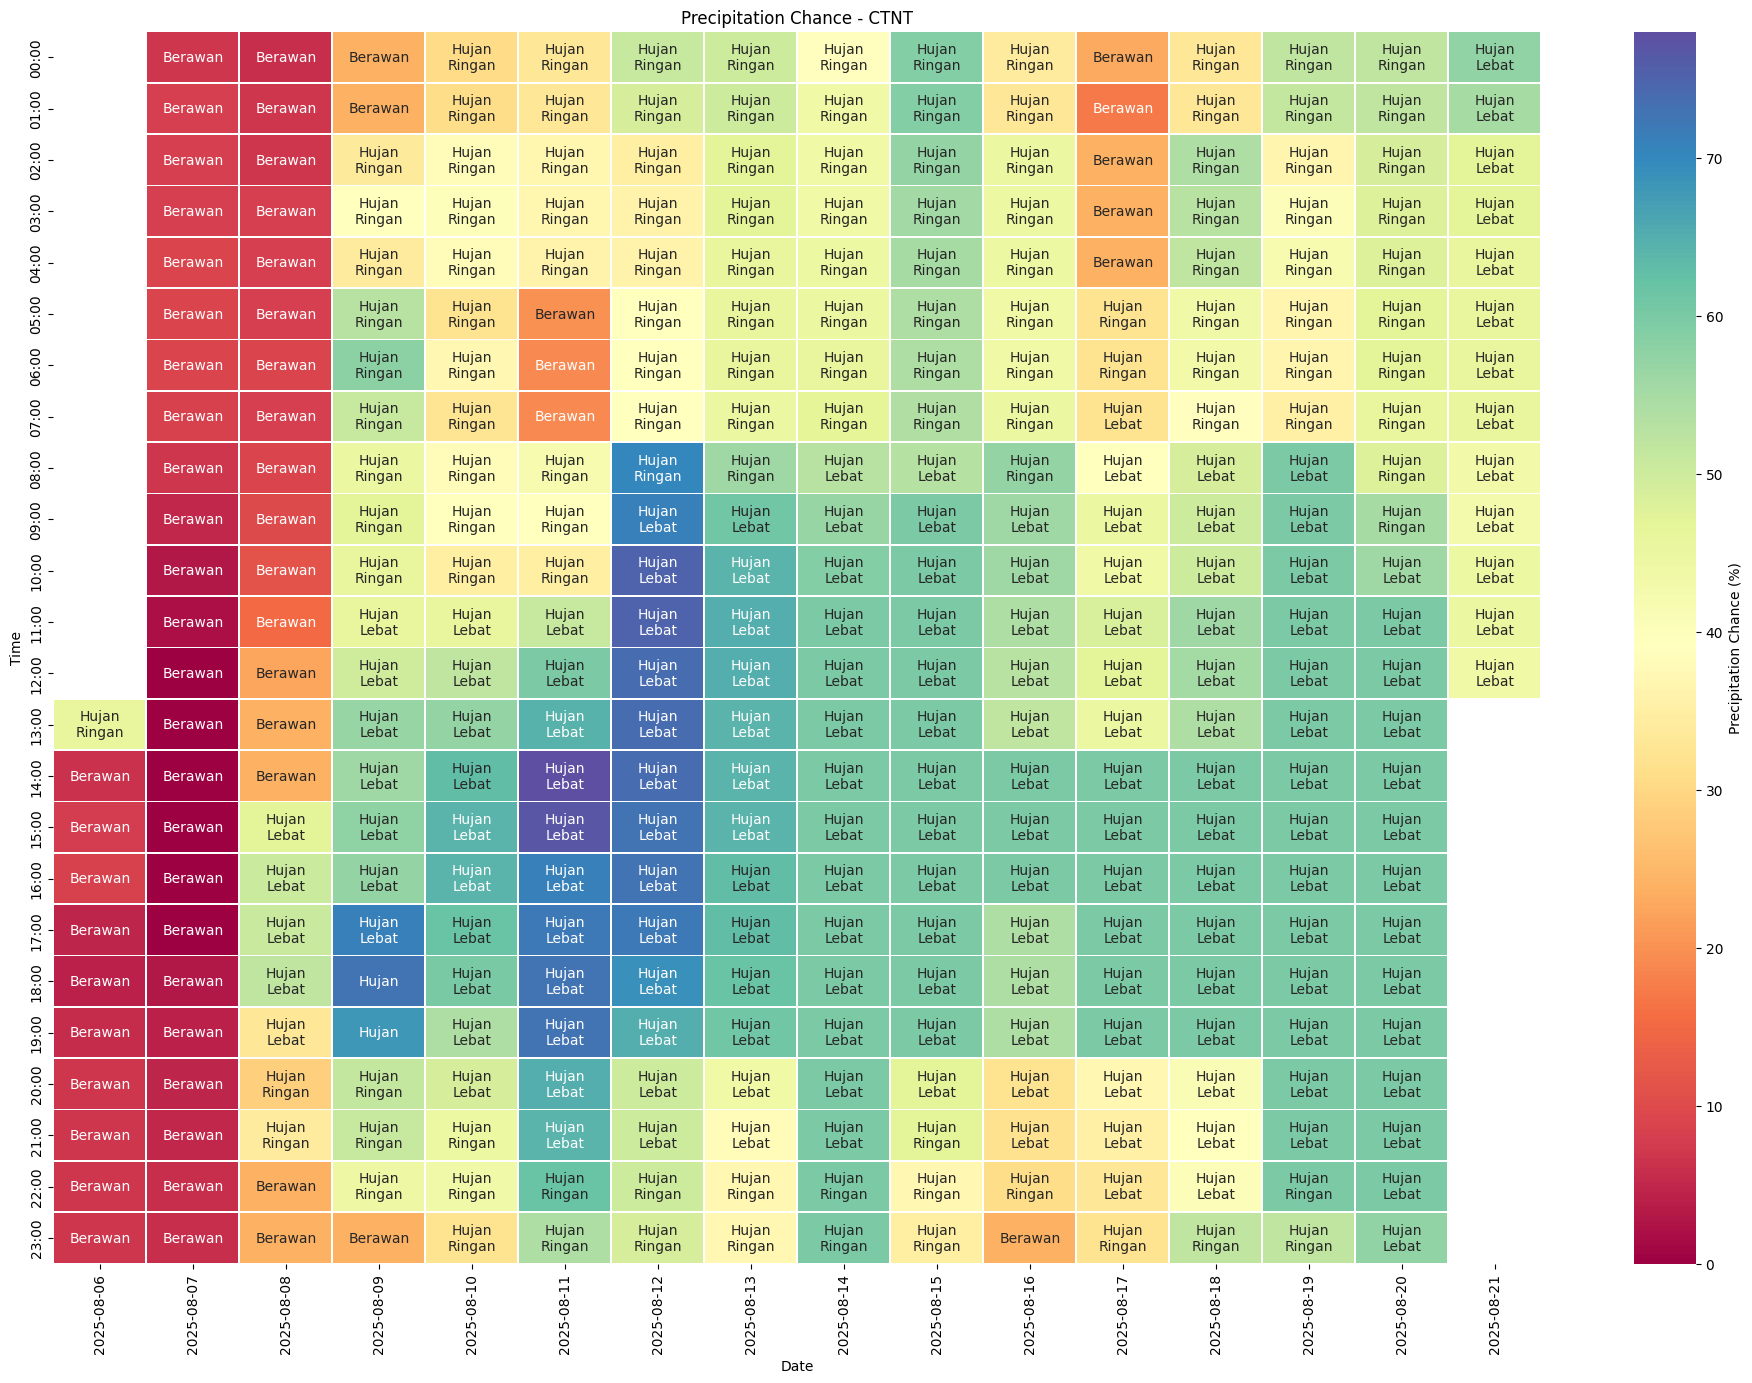 Precipitation Chance - CTNT
00:00 Berawan Berawan Berawan Hujan Ringan Hujan Ringan Hujan Ringan Hujan Ringan Hujan Ringan Hujan Ringan Hujan Ringan Berawan Hujan Ringan Hujan Ringan Hujan Ringan Hujan Lebat
01:00 Berawan Berawan Berawan Hujan Ringan Hujan Ringan Hujan Ringan Hujan Ringan Hujan Ringan Hujan Ringan Hujan Ringan Berawan Hujan Ringan Hujan Ringan Hujan Ringan Hujan Lebat
02:00 Berawan Berawan Hujan Ringan Hujan Ringan Hujan Ringan Hujan Ringan Hujan Ringan Hujan Ringan Hujan Ringan Hujan Ringan Berawan Hujan Ringan Hujan Ringan Hujan Ringan Hujan Lebat
03:00 Berawan Berawan Hujan Ringan Hujan Ringan Hujan Ringan Hujan Ringan Hujan Ringan Hujan Ringan Hujan Ringan Hujan Ringan Berawan Hujan Ringan Hujan Ringan Hujan Ringan Hujan Lebat
04:00 Berawan Berawan Hujan Ringan Hujan Ringan Hujan Ringan Hujan Ringan Hujan Ringan Hujan Ringan Hujan Ringan Hujan Ringan Berawan Hujan Ringan Hujan Ringan Hujan Ringan Hujan Lebat
05:00 Berawan Berawan Hujan Ringan Hujan Ringan Berawan Hujan Ringan Hujan Ringan Hujan Ringan Hujan Ringan Hujan Ringan Hujan Ringan Hujan Ringan Hujan Ringan Hujan Ringan Hujan Lebat
06:00 Berawan Berawan Hujan Ringan Hujan Ringan Berawan Hujan Ringan Hujan Ringan Hujan Ringan Hujan Ringan Hujan Ringan Hujan Ringan Hujan Ringan Hujan Ringan Hujan Ringan Hujan Lebat
07:00 Berawan Berawan Hujan Ringan Hujan Ringan Berawan Hujan Ringan Hujan Ringan Hujan Ringan Hujan Ringan Hujan Ringan Hujan Lebat Hujan Ringan Hujan Ringan Hujan Ringan Hujan Lebat
08:00 Berawan Berawan Hujan Ringan Hujan Ringan Hujan Ringan Hujan Ringan Hujan Ringan Hujan Lebat Hujan Lebat Hujan Ringan Hujan Lebat Hujan Lebat Hujan Lebat Hujan Ringan Hujan Lebat
09:00 Berawan Berawan Hujan Ringan Hujan Ringan Hujan Ringan Hujan Lebat Hujan Lebat Hujan Lebat Hujan Lebat Hujan Lebat Hujan Lebat Hujan Lebat Hujan Lebat Hujan Ringan Hujan Lebat
10:00 Berawan Berawan Hujan Ringan Hujan Ringan Hujan Ringan Hujan Lebat Hujan Lebat Hujan Lebat Hujan Lebat Hujan Lebat Hujan Lebat Hujan Lebat Hujan Lebat Hujan Lebat Hujan Lebat
11:00 Berawan Berawan Hujan Lebat Hujan Lebat Hujan Lebat Hujan Lebat Hujan Lebat Hujan Lebat Hujan Lebat Hujan Lebat Hujan Lebat Hujan Lebat Hujan Lebat Hujan Lebat Hujan Lebat
12:00 Berawan Berawan Hujan Lebat Hujan Lebat Hujan Lebat Hujan Lebat Hujan Lebat Hujan Lebat Hujan Lebat Hujan Lebat Hujan Lebat Hujan Lebat Hujan Lebat Hujan Lebat Hujan Lebat
13:00 Hujan Ringan Berawan Berawan Hujan Lebat Hujan Lebat Hujan Lebat Hujan Lebat Hujan Lebat Hujan Lebat Hujan Lebat Hujan Lebat Hujan Lebat Hujan Lebat Hujan Lebat Hujan Lebat
14:00 Berawan Berawan Berawan Hujan Lebat Hujan Lebat Hujan Lebat Hujan Lebat Hujan Lebat Hujan Lebat Hujan Lebat Hujan Lebat Hujan Lebat Hujan Lebat Hujan Lebat Hujan Lebat
15:00 Berawan Berawan Hujan Lebat Hujan Lebat Hujan Lebat Hujan Lebat Hujan Lebat Hujan Lebat Hujan Lebat Hujan Lebat Hujan Lebat Hujan Lebat Hujan Lebat Hujan Lebat Hujan Lebat
16:00 Berawan Berawan Hujan Lebat Hujan Lebat Hujan Lebat Hujan Lebat Hujan Lebat Hujan Lebat Hujan Lebat Hujan Lebat Hujan Lebat Hujan Lebat Hujan Lebat Hujan Lebat Hujan Lebat
17:00 Berawan Berawan Hujan Lebat Hujan Lebat Hujan Lebat Hujan Lebat Hujan Lebat Hujan Lebat Hujan Lebat Hujan Lebat Hujan Lebat Hujan Lebat Hujan Lebat Hujan Lebat Hujan Lebat
18:00 Berawan Berawan Hujan Lebat Hujan Hujan Lebat Hujan Lebat Hujan Lebat Hujan Lebat Hujan Lebat Hujan Lebat Hujan Lebat Hujan Lebat Hujan Lebat Hujan Lebat Hujan Lebat
19:00 Berawan Berawan Hujan Lebat Hujan Hujan Lebat Hujan Lebat Hujan Lebat Hujan Lebat Hujan Lebat Hujan Lebat Hujan Lebat Hujan Lebat Hujan Lebat Hujan Lebat Hujan Lebat
20:00 Berawan Berawan Hujan Ringan Hujan Ringan Hujan Lebat Hujan Lebat Hujan Lebat Hujan Lebat Hujan Lebat Hujan Lebat Hujan Lebat Hujan Lebat Hujan Lebat Hujan Lebat Hujan Lebat
21:00 Berawan Berawan Hujan Ringan Hujan Ringan Hujan Ringan Hujan Lebat Hujan Lebat Hujan Lebat Hujan Lebat Hujan Ringan Hujan Lebat Hujan Lebat Hujan Lebat Hujan Lebat Hujan Lebat
22:00 Berawan Berawan Berawan Hujan Ringan Hujan Ringan Hujan Ringan Hujan Ringan Hujan Ringan Hujan Ringan Hujan Ringan Hujan Ringan Hujan Lebat Hujan Lebat Hujan Ringan Hujan Lebat
23:00 Berawan Berawan Berawan Berawan Hujan Ringan Hujan Ringan Hujan Ringan Hujan Ringan Hujan Ringan Hujan Ringan Berawan Hujan Ringan Hujan Ringan Hujan Ringan Hujan Lebat
Time
2025-08-06 2025-08-07 2025-08-08 2025-08-09 2025-08-10 2025-08-11 2025-08-12 2025-08-13 2025-08-14 2025-08-15 2025-08-16 2025-08-17 2025-08-18 2025-08-19 2025-08-20 2025-08-21
Date
70
60
50
40
30
20
10
0
Precipitation Chance (%)